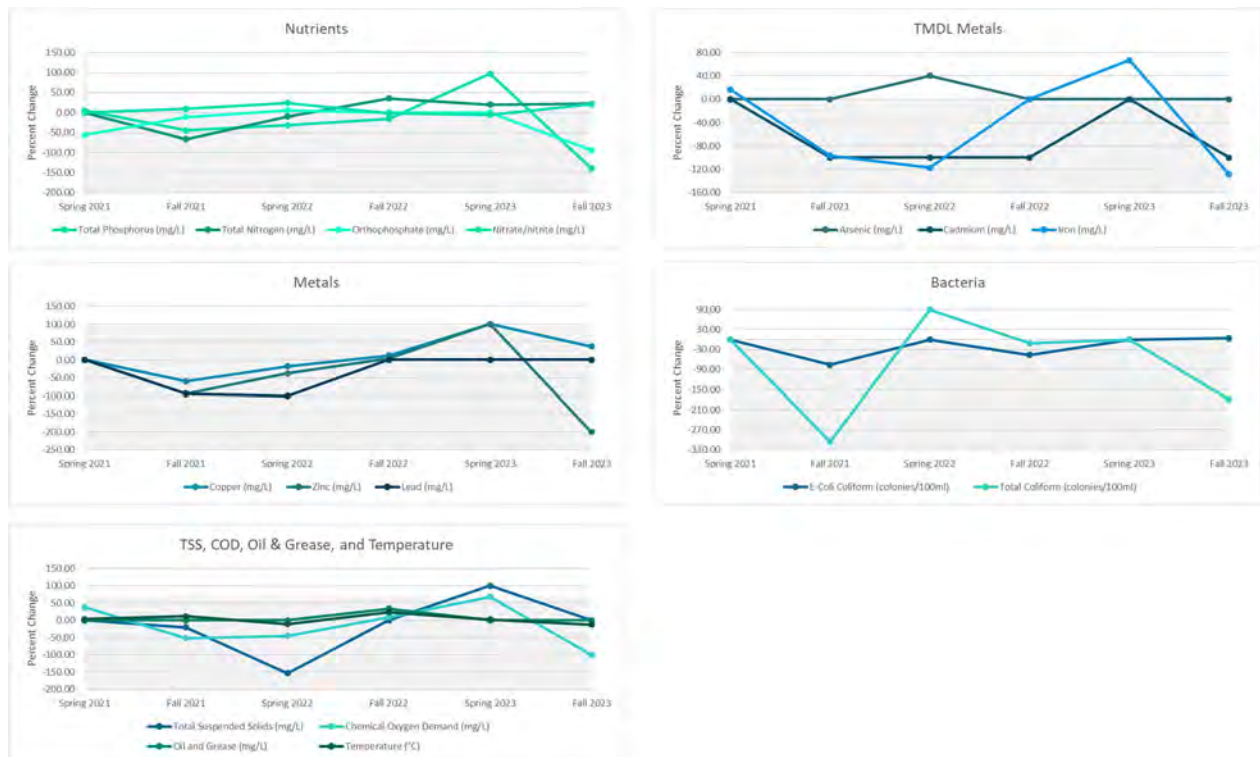 Nutrients
Percent Change
150.00
100.00
50.00
0.00
-50.00
-100.00
-150.00
-200.00
Spring 2021 Fall 2021 Spring 2022 Fall 2022 Spring 2023 Fall 2023
Total Phosphorus (mg/L) Total Nitrogen (mg/L) Orthophosphate (mg/L) Nitrate/nitrite (mg/L)
TMDL Metals
Percent Change
80.00
40.00
0.00
-40.00
-80.00
-120.00
-160.00
Spring 2021 Fall 2021 Spring 2022 Fall 2022 Spring 2023 Fall 2023
Arsenic (mg/L) Cadmium (mg/L) Iron (mg/L)
Metals
Percent Change
150.00
100.00
50.00
0.00
-50.00
-100.00
-150.00
-200.00
-250.00
Spring 2021 Fall 2021 Spring 2022 Fall 2022 Spring 2023 Fall 2023
Copper (mg/L) Zinc (mg/L) Lead (mg/L)
Bacteria
Percent Change
90.00
30.00
-30.00
-90.00
-150.00
-210.00
-270.00
-330.00
Spring 2021 Fall 2021 Spring 2022 Fall 2022 Spring 2023 Fall 2023
E-Coli Coliform (colonies/100ml) Total Coliform (colonies/100ml)
TSS, COD, Oil & Grease, and Temperature
Percent Change
150.00
100.00
50.00
0.00
-50.00
-100.00
-150.00
-200.00
Spring 2021 Fall 2021 Spring 2022 Fall 2022 Spring 2023 Fall 2023
Total Suspended Solids (mg/L) Chemical Oxygen Demand (mg/L)
Oil and Grease (mg/L) Temperature (°C)